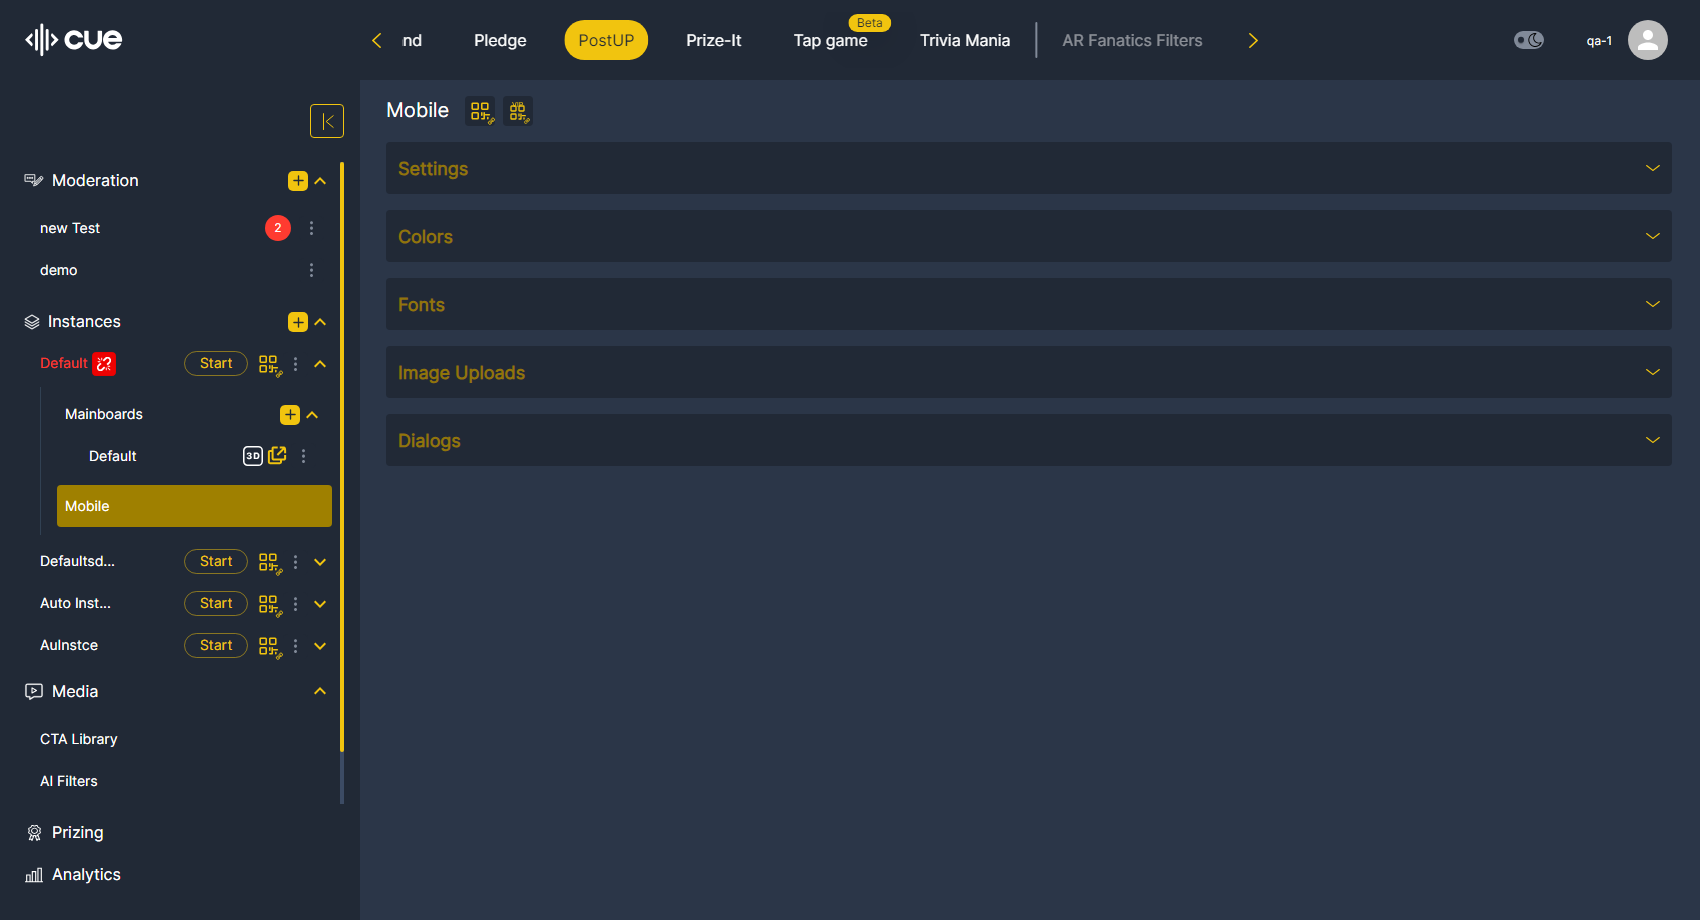 cue
nd
Pledge
PostUP
Prize-It
Beta
Tap game
Trivia Mania
AR Fanatics Filters
qa-1
Moderation
new Test
2
demo
Instances
Default
Start
Mainboards
Default
3D
Mobile
Defaultsd...
Start
Auto Inst...
Start
AuInstce
Start
Media
CTA Library
AI Filters
Prizing
Analytics
Mobile
Settings
Colors
Fonts
Image Uploads
Dialogs